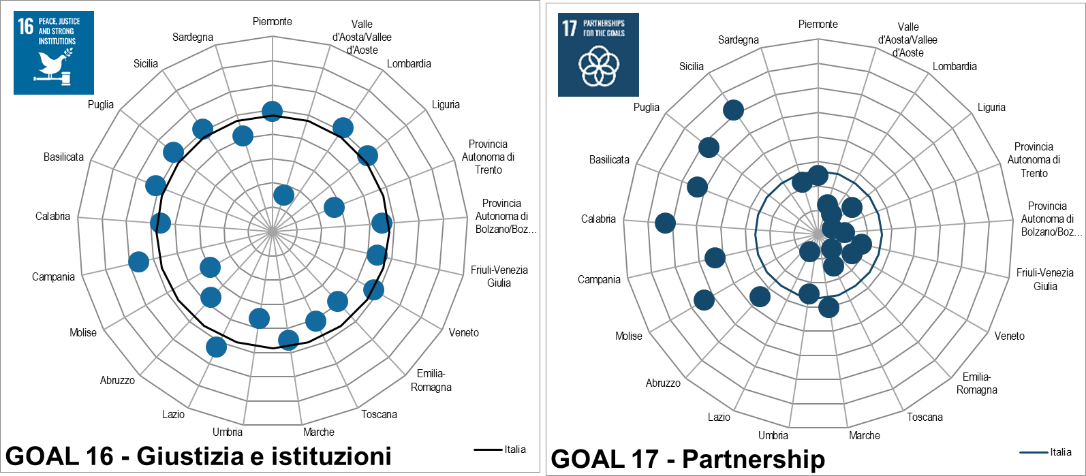 16 PEACE, JUSTICE
AND STRONG
INSTITUTIONS
Piemonte
Valle
d'Aosta/Vallee
d'Aoste
Lombardia
Liguria
Provincia
Autonoma di
Trento
Provincia
Autonoma di
Bolzano/Boz...
Friuli-Venezia
Giulia
Veneto
Emilia-
Romagna
Toscana
Marche
Umbria
Lazio
Abruzzo
Molise
Campania
Calabria
Basilicata
Puglia
Sicilia
Sardegna
GOAL 16 - Giustizia e istituzioni
Italia
17 PARTNERSHIPS
FOR THE GOALS
Piemonte
Valle
d'Aosta/Vallee
d'Aoste
Lombardia
Liguria
Provincia
Autonoma di
Trento
Provincia
Autonoma di
Bolzano/Boz...
Friuli-Venezia
Giulia
Veneto
Emilia-
Romagna
Toscana
Marche
Umbria
Lazio
Abruzzo
Molise
Campania
Calabria
Basilicata
Puglia
Sicilia
Sardegna
GOAL 17 - Partnership
Italia